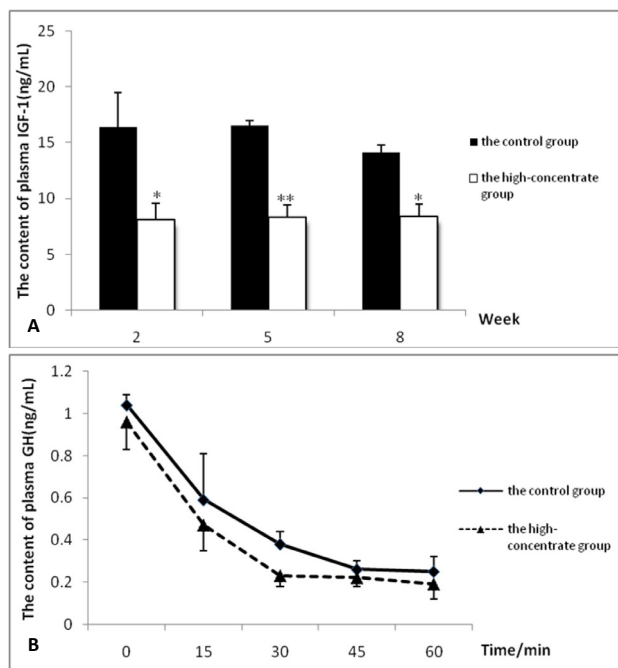 The content of plasma IGF-1(ng/mL)
25
20
15
10
5
0
*
**
*
2
5
8
Week
the control group
the high-concentrate
group
A
The content of plasma GH(ng/mL)
1.2
1
0.8
0.6
0.4
0.2
0
0
15
30
45
60
Time/min
the control group
the high-
concentrate group
B